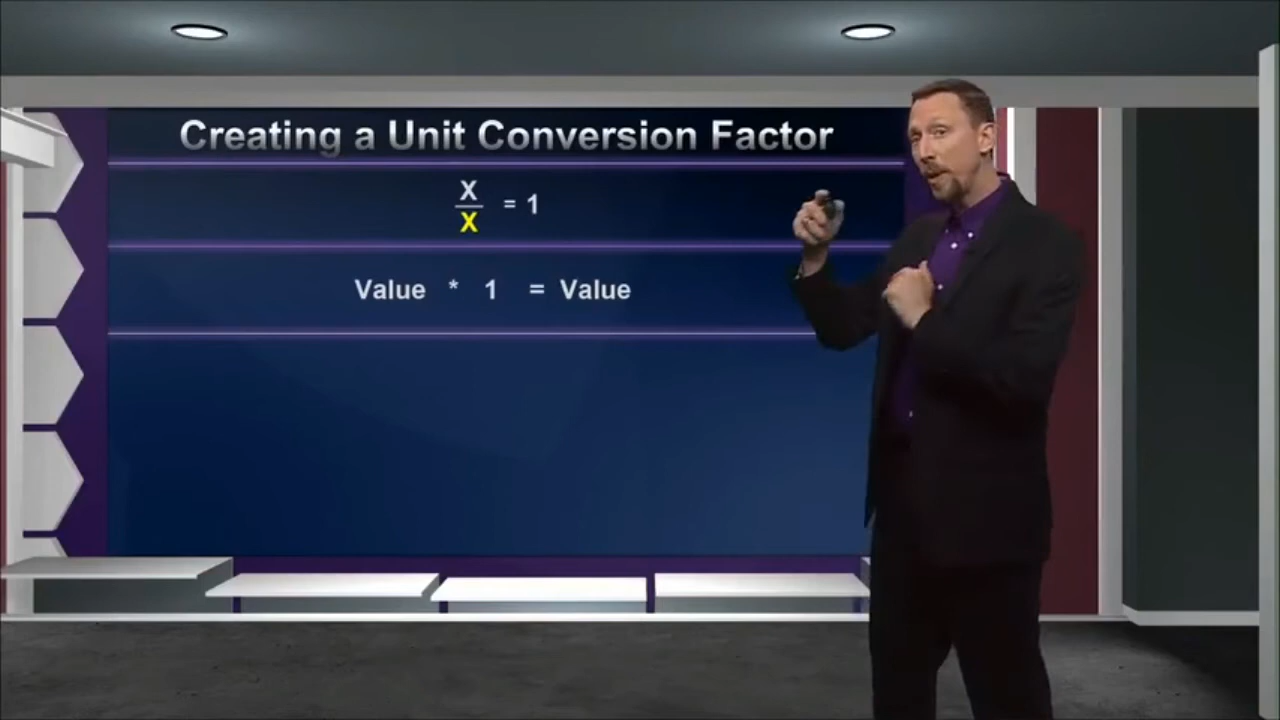 Creating a Unit Conversion Factor
X
X = 1
Value * 1 = Value